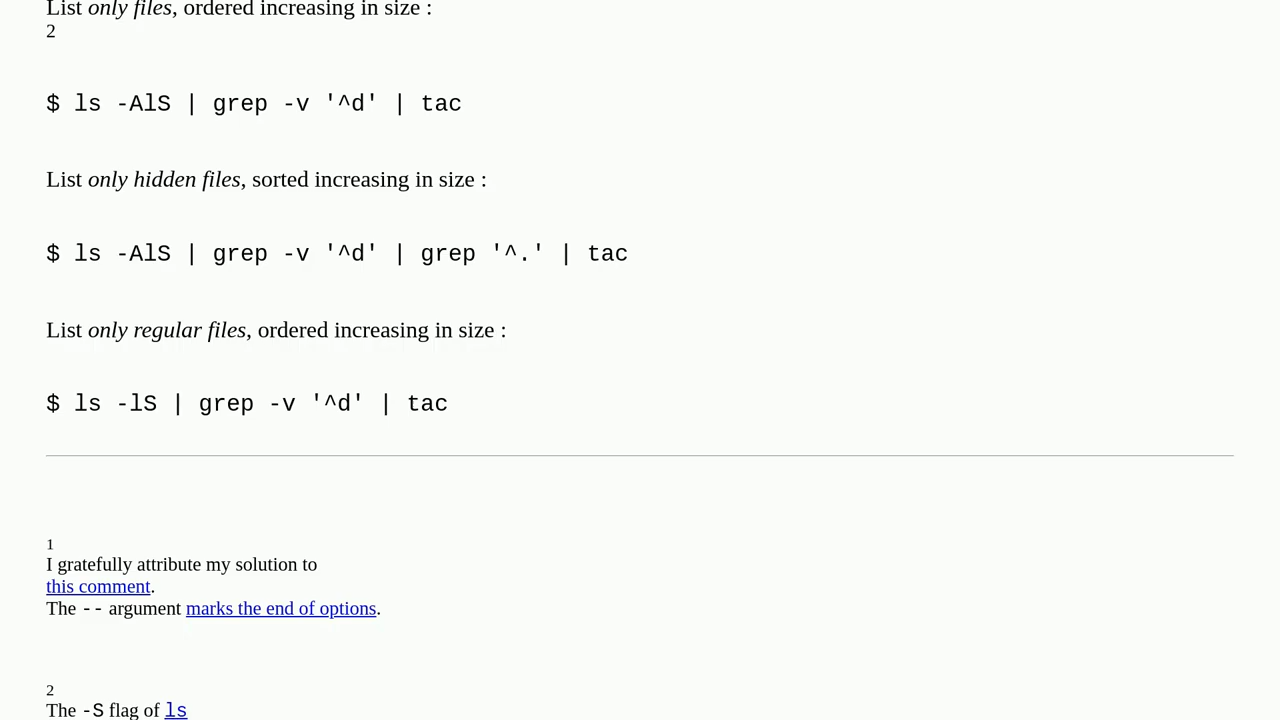 List only files, ordered increasing in size :
2
$ ls -AlS | grep -v '^d' | tac
List only hidden files, sorted increasing in size :
$ ls -AlS | grep -v '^d' | grep '^.' | tac
List only regular files, ordered increasing in size :
$ ls -lS | grep -v '^d' | tac
1
I gratefully attribute my solution to
this comment.
The -- argument marks the end of options.
2
The -S flag of ls